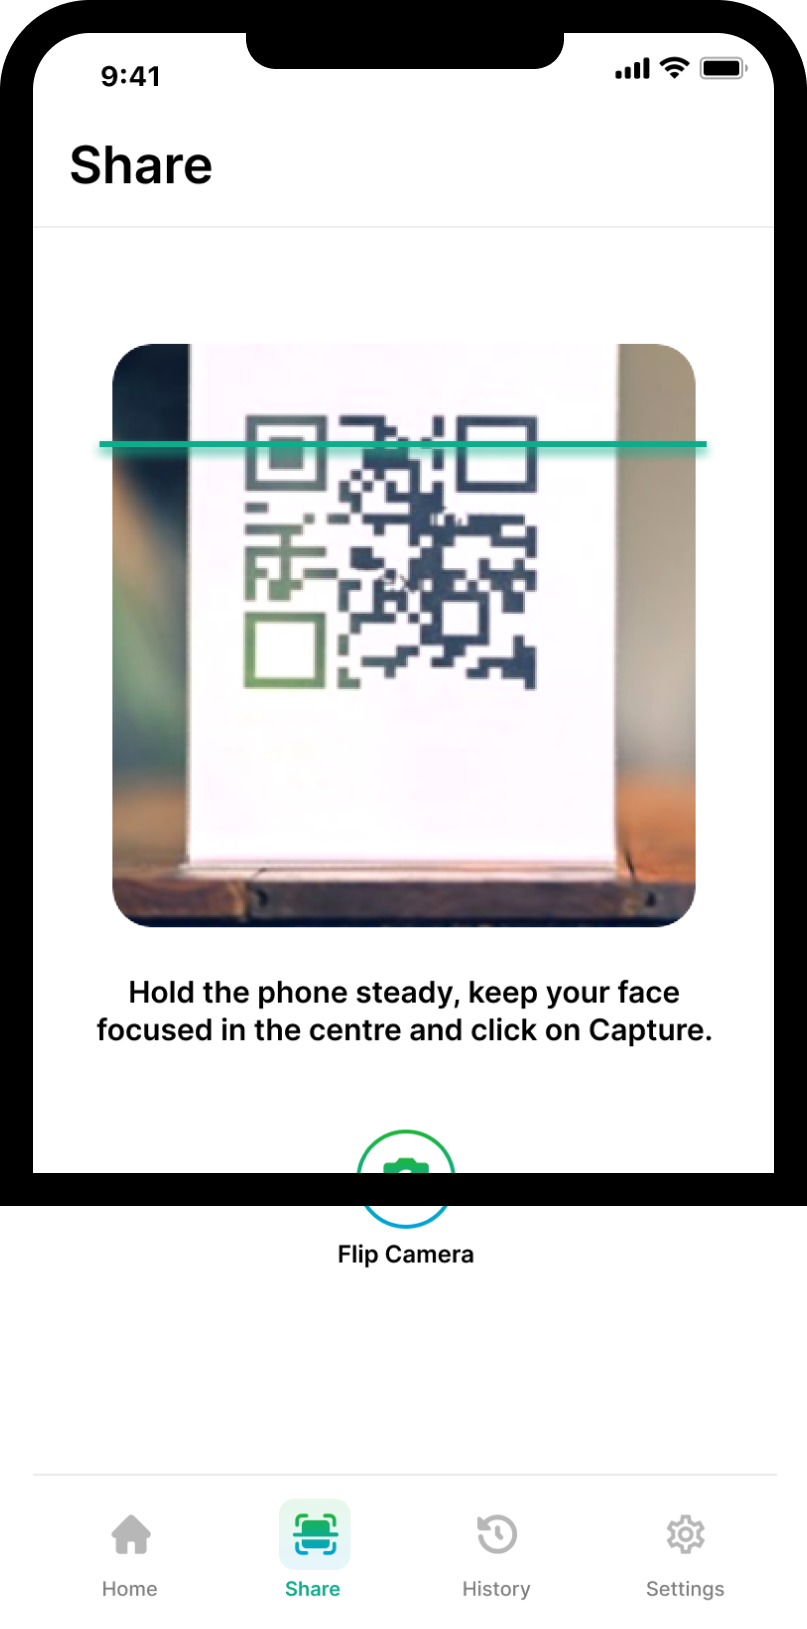 9:41
Share
Hold the phone steady, keep your face
focused in the centre and click on Capture.
Flip Camera
Home
Share
History
Settings